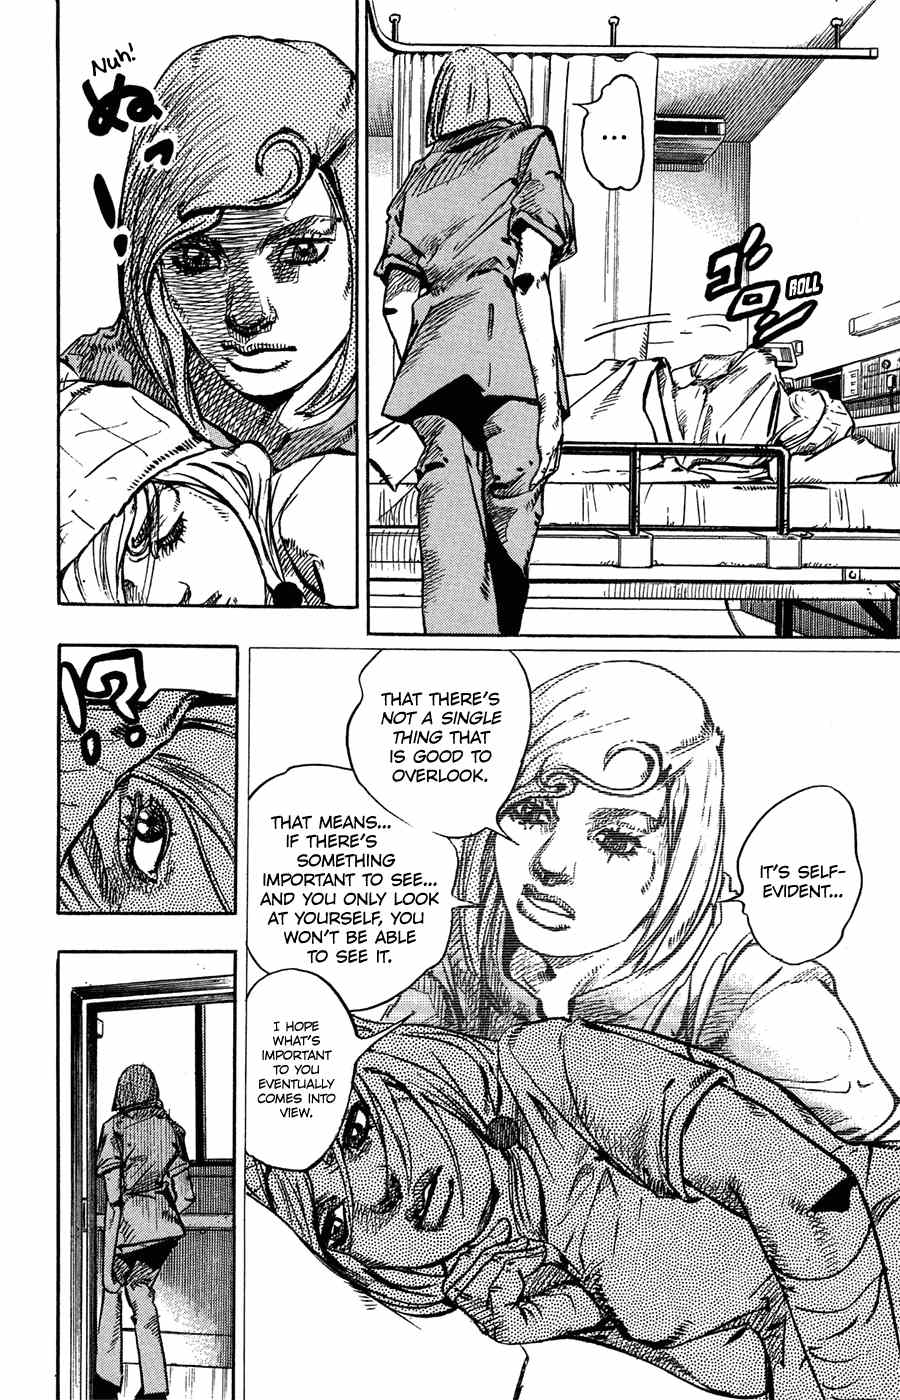 ...
ゴロン
ROLL
Nuh!
ぬっ!
IT'S SELF-
EVIDENT...
THAT THERE'S
NOT A SINGLE
THING THAT
IS GOOD TO
OVERLOOK.
THAT MEANS...
IF THERE'S
SOMETHING
IMPORTANT TO SEE...
AND YOU ONLY LOOK
AT YOURSELF, YOU
WON'T BE ABLE
TO SEE IT.
I HOPE
WHAT'S
IMPORTANT
TO YOU
EVENTUALLY
COMES INTO
VIEW.
!?